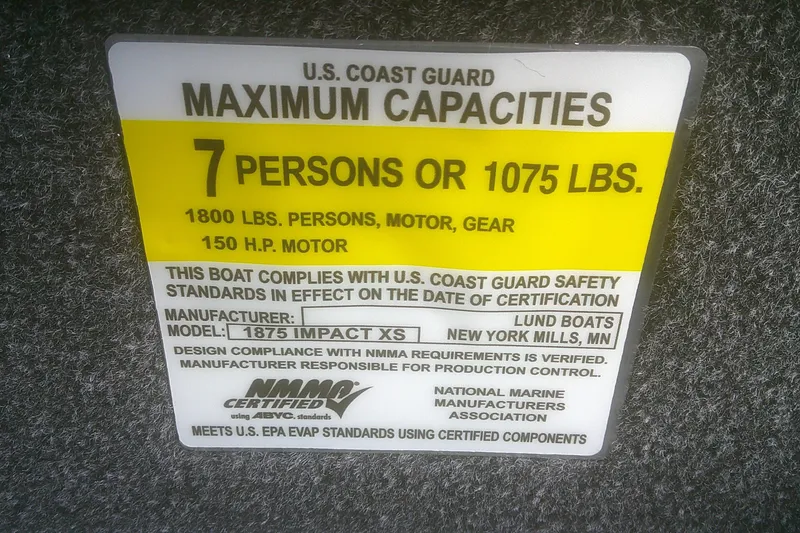 U.S. COAST GUARD
MAXIMUM CAPACITIES
7 PERSONS OR 1075 LBS.
1800 LBS. PERSONS, MOTOR, GEAR
150 H.P. MOTOR
THIS BOAT COMPLIES WITH U.S. COAST GUARD SAFETY
STANDARDS IN EFFECT ON THE DATE OF CERTIFICATION
MANUFACTURER: LUND BOATS
MODEL: 1875 IMPACT XS NEW YORK MILLS, MN
DESIGN COMPLIANCE WITH NMMA REQUIREMENTS IS VERIFIED.
MANUFACTURER RESPONSIBLE FOR PRODUCTION CONTROL.
NMMA®
CERTIFIED
using ABYC. standards
NATIONAL MARINE
MANUFACTURERS
ASSOCIATION
MEETS U.S. EPA EVAP STANDARDS USING CERTIFIED COMPONENTS